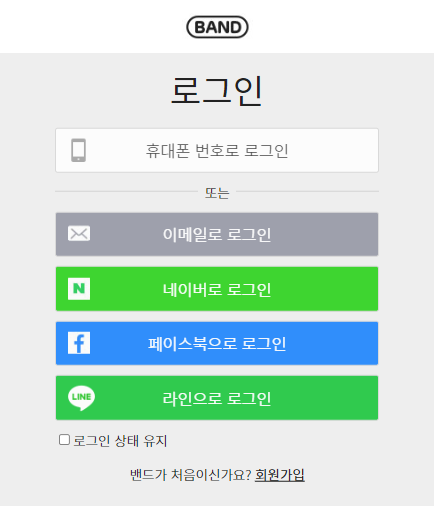 BAND
로그인
휴대폰 번호로 로그인
또는
이메일로 로그인
N
네이버로 로그인
f
페이스북으로 로그인
LINE
라인으로 로그인
로그인 상태 유지
밴드가 처음이신가요? 회원가입